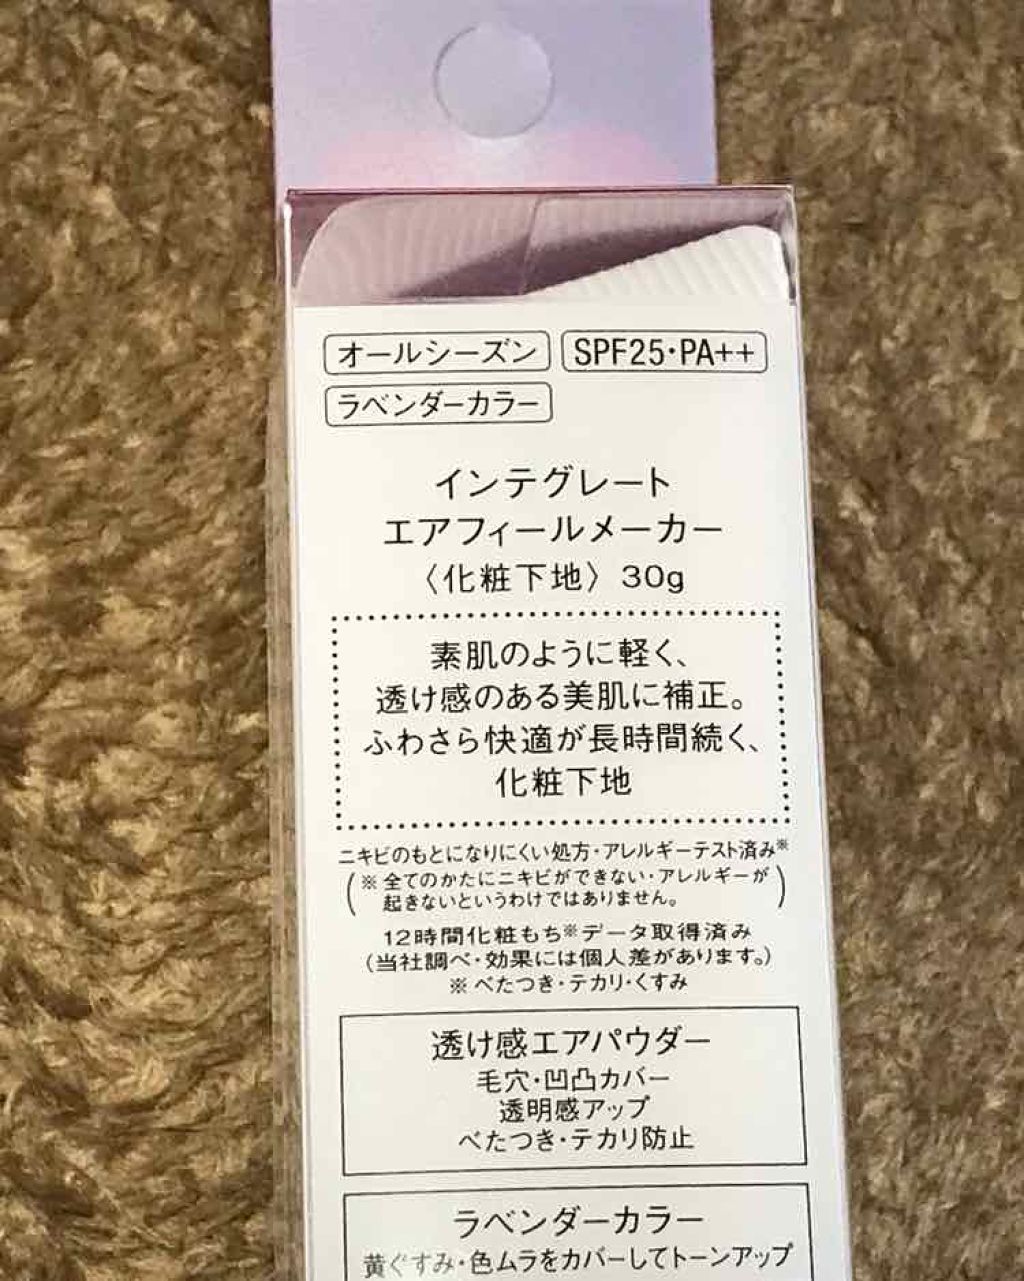 オールシーズン SPF25・PA++
ラベンダーカラー
インテグレート
エアフィールメーカー
〈化粧下地〉30g
素肌のように軽く、
透け感のある美肌に補正。
ふわさら快適が長時間続く、
化粧下地
ニキビのもとになりにくい処方・アレルギーテスト済み※
(※ 全てのかたにニキビができない・アレルギーが
起きないというわけではありません。)
12時間化粧もち※データ取得済み
(当社調べ・効果には個人差があります。)
※ べたつき・テカリ・くすみ
透け感エアパウダー
毛穴・凹凸カバー
透明感アップ
べたつき・テカリ防止
ラベンダーカラー
黄ぐすみ・色ムラをカバーしてトーンアップ